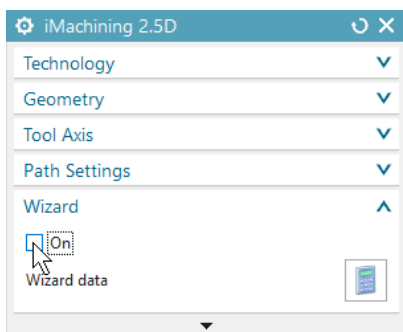 iMachining 2.5D
Technology
Geometry
Tool Axis
Path Settings
Wizard
On
Wizard data